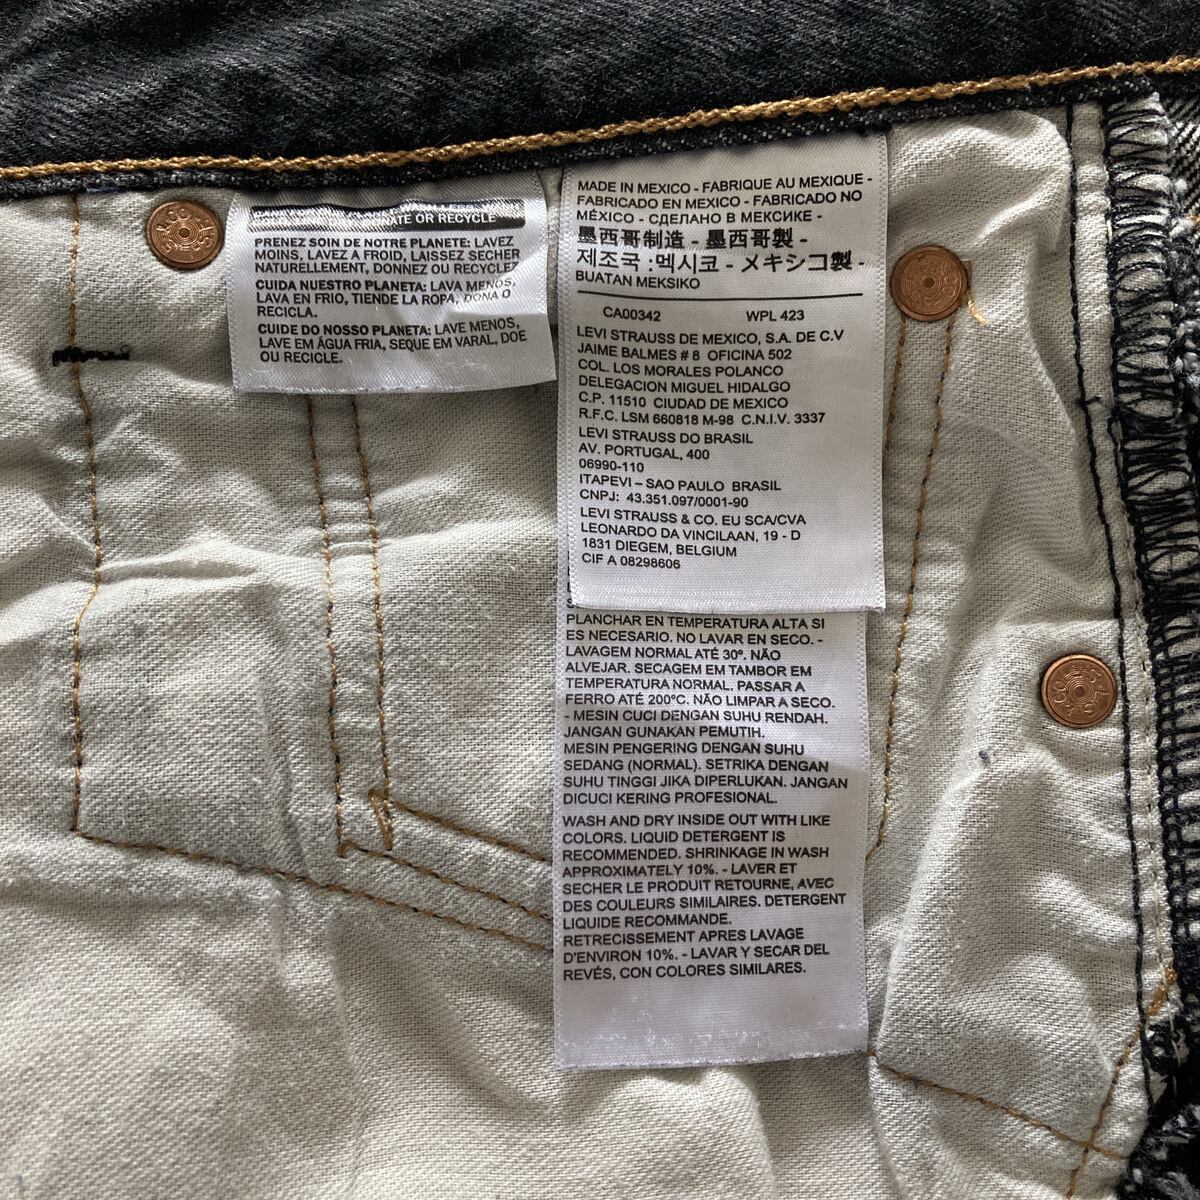 DONATE OR RECYCLE
PRENEZ SOIN DE NOTRE PLANETE: LAVEZ
MOINS, LAVEZ A FROID, LAISSEZ SECHER
NATURELLEMENT, DONNEZ OU RECYCLEZ
CUIDA NUESTRO PLANETA: LAVA MENOS,
LAVA EN FRIO, TIENDE LA ROPA, DONA O
RECICLA.
CUIDE DO NOSSO PLANETA: LAVE MENOS,
LAVE EM ÁGUA FRIA, SEQUE EM VARAL, DOE
OU RECICLE.
MADE IN MEXICO - FABRIQUE AU MEXIQUE -
FABRICADO EN MEXICO - FABRICADO NO
MÉXICO - СДЕЛАНО В МЕКСИКЕ -
墨西哥制造 - 墨西哥製 -
제조국 :멕시코 - メキシコ製 -
BUATAN MEKSIKO
CA00342 WPL 423
LEVI STRAUSS DE MEXICO, S.A. DE C.V
JAIME BALMES # 8 OFICINA 502
COL. LOS MORALES POLANCO
DELEGACION MIGUEL HIDALGO
C.P. 11510 CIUDAD DE MEXICO
R.F.C. LSM 660818 M-98 C.N.I.V. 3337
LEVI STRAUSS DO BRASIL
AV. PORTUGAL, 400
06990-110
ITAPEVI – SAO PAULO BRASIL
CNPJ: 43.351.097/0001-90
LEVI STRAUSS & CO. EU SCA/CVA
LEONARDO DA VINCILAAN, 19 - D
1831 DIEGEM, BELGIUM
CIF A 08298606
PLANCHAR EN TEMPERATURA ALTA SI
ES NECESARIO. NO LAVAR EN SECO. -
LAVAGEM NORMAL ATÉ 30º. NÃO
ALVEJAR. SECAGEM EM TAMBOR EM
TEMPERATURA NORMAL. PASSAR A
FERRO ATÉ 200ºC. NÃO LIMPAR A SECO.
- MESIN CUCI DENGAN SUHU RENDAH.
JANGAN GUNAKAN PEMUTIH.
MESIN PENGERING DENGAN SUHU
SEDANG (NORMAL). SETRIKA DENGAN
SUHU TINGGI JIKA DIPERLUKAN. JANGAN
DICUCI KERING PROFESIONAL.
WASH AND DRY INSIDE OUT WITH LIKE
COLORS. LIQUID DETERGENT IS
RECOMMENDED. SHRINKAGE IN WASH
APPROXIMATELY 10%. - LAVER ET
SECHER LE PRODUIT RETOURNE, AVEC
DES COULEURS SIMILAIRES. DETERGENT
LIQUIDE RECOMMANDE.
RETRECISSEMENT APRES LAVAGE
D'ENVIRON 10%. - LAVAR Y SECAR DEL
REVÉS, CON COLORES SIMILARES.